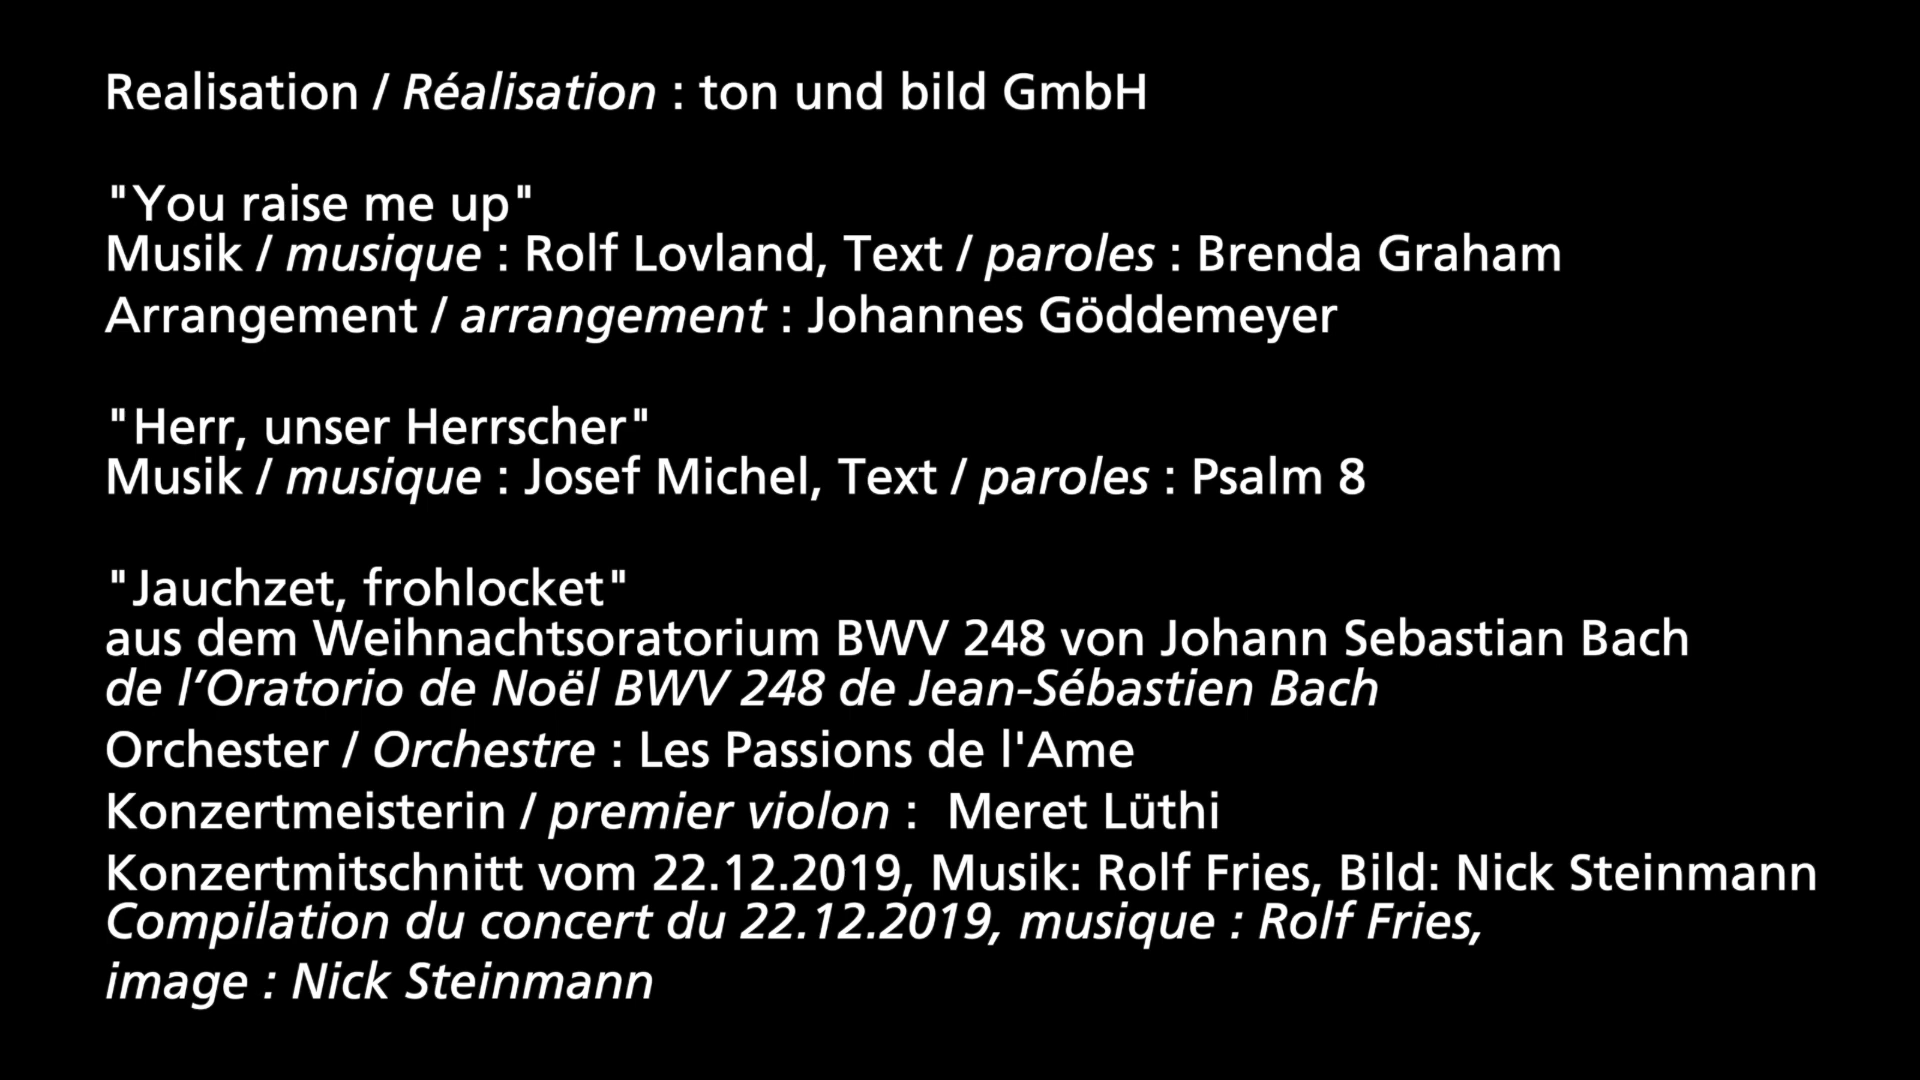 Realisation / Réalisation : ton und bild GmbH
"You raise me up"
Musik / musique : Rolf Lovland, Text / paroles : Brenda Graham
Arrangement / arrangement : Johannes Göddemeyer
"Herr, unser Herrscher"
Musik / musique : Josef Michel, Text / paroles : Psalm 8
"Jauchzet, frohlocket"
aus dem Weihnachtsoratorium BWV 248 von Johann Sebastian Bach
de l’Oratorio de Noël BWV 248 de Jean-Sébastien Bach
Orchester / Orchestre : Les Passions de l'Ame
Konzertmeisterin / premier violon :  Meret Lüthi
Konzertmitschnitt vom 22.12.2019, Musik: Rolf Fries, Bild: Nick Steinmann
Compilation du concert du 22.12.2019, musique : Rolf Fries,
image : Nick Steinmann